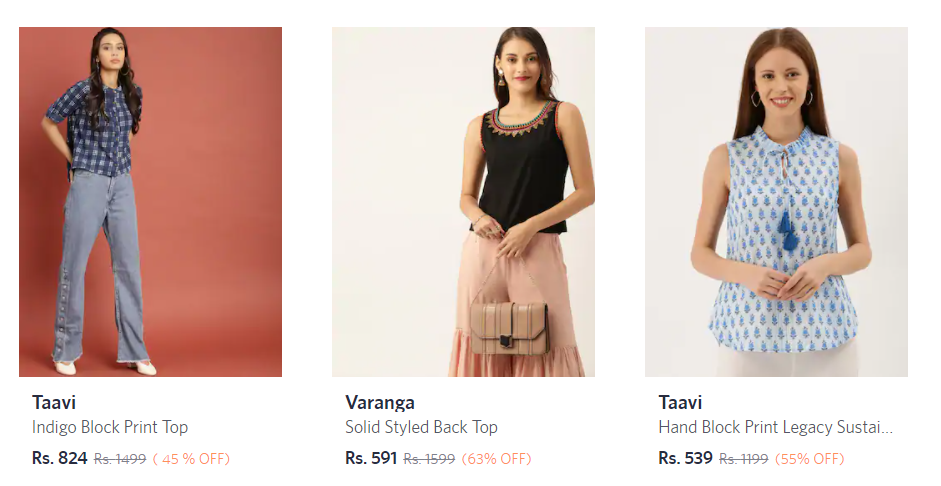 Taavi
Indigo Block Print Top
Rs. 824 Rs. 1499 ( 45 % OFF)
Varanga
Solid Styled Back Top
Rs. 591 Rs. 1599 (63% OFF)
Taavi
Hand Block Print Legacy Sustai...
Rs. 539 Rs. 1199 (55% OFF)